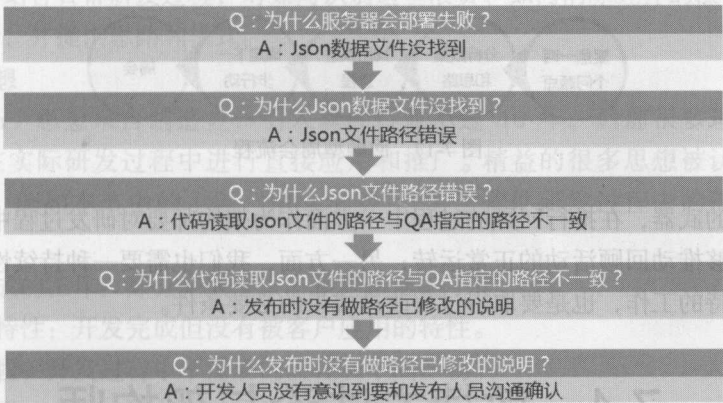 Q：为什么服务器会部署失败？
A：Json数据文件没找到
Q：为什么Json数据文件没找到？
A：Json文件路径错误
Q：为什么Json文件路径错误？
A：代码读取Json文件的路径与QA指定的路径不一致
Q：为什么代码读取Json文件的路径与QA指定的路径不一致？
A：发布时没有做路径已修改的说明
Q：为什么发布时没有做路径已修改的说明？
A：开发人员没有意识到要和发布人员沟通确认